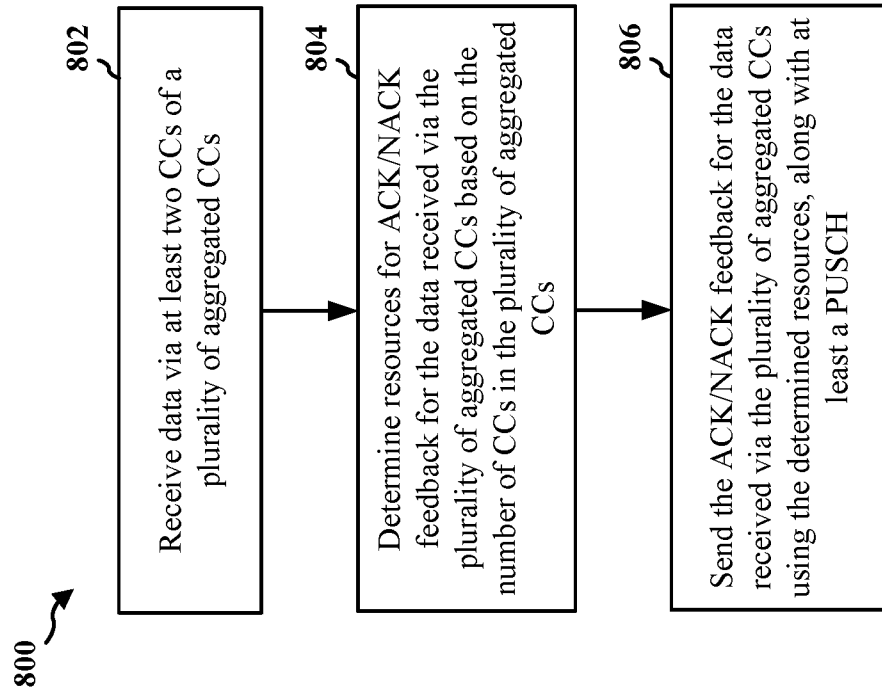 800
802
Receive data via at least two CCs of a
plurality of aggregated CCs
804
Determine resources for ACK/NACK
feedback for the data received via the
plurality of aggregated CCs based on the
number of CCs in the plurality of aggregated
CCs
806
Send the ACK/NACK feedback for the data
received via the plurality of aggregated CCs
using the determined resources, along with at
least a PUSCH